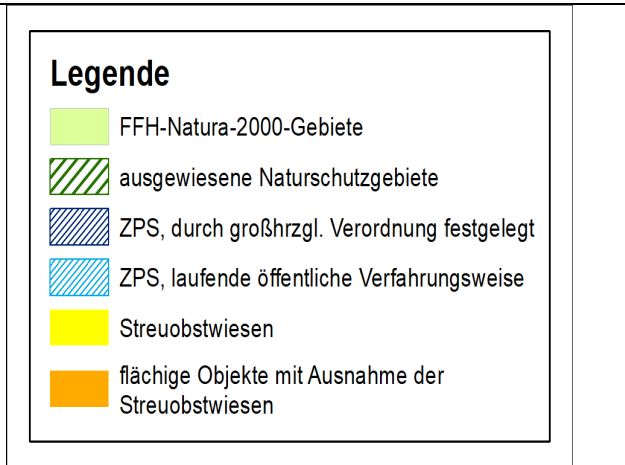 Legende
FFH-Natura-2000-Gebiete
ausgewiesene Naturschutzgebiete
ZPS, durch großhrzgl. Verordnung festgelegt
ZPS, laufende öffentliche Verfahrungsweise
Streuobstwiesen
flächige Objekte mit Ausnahme der
Streuobstwiesen